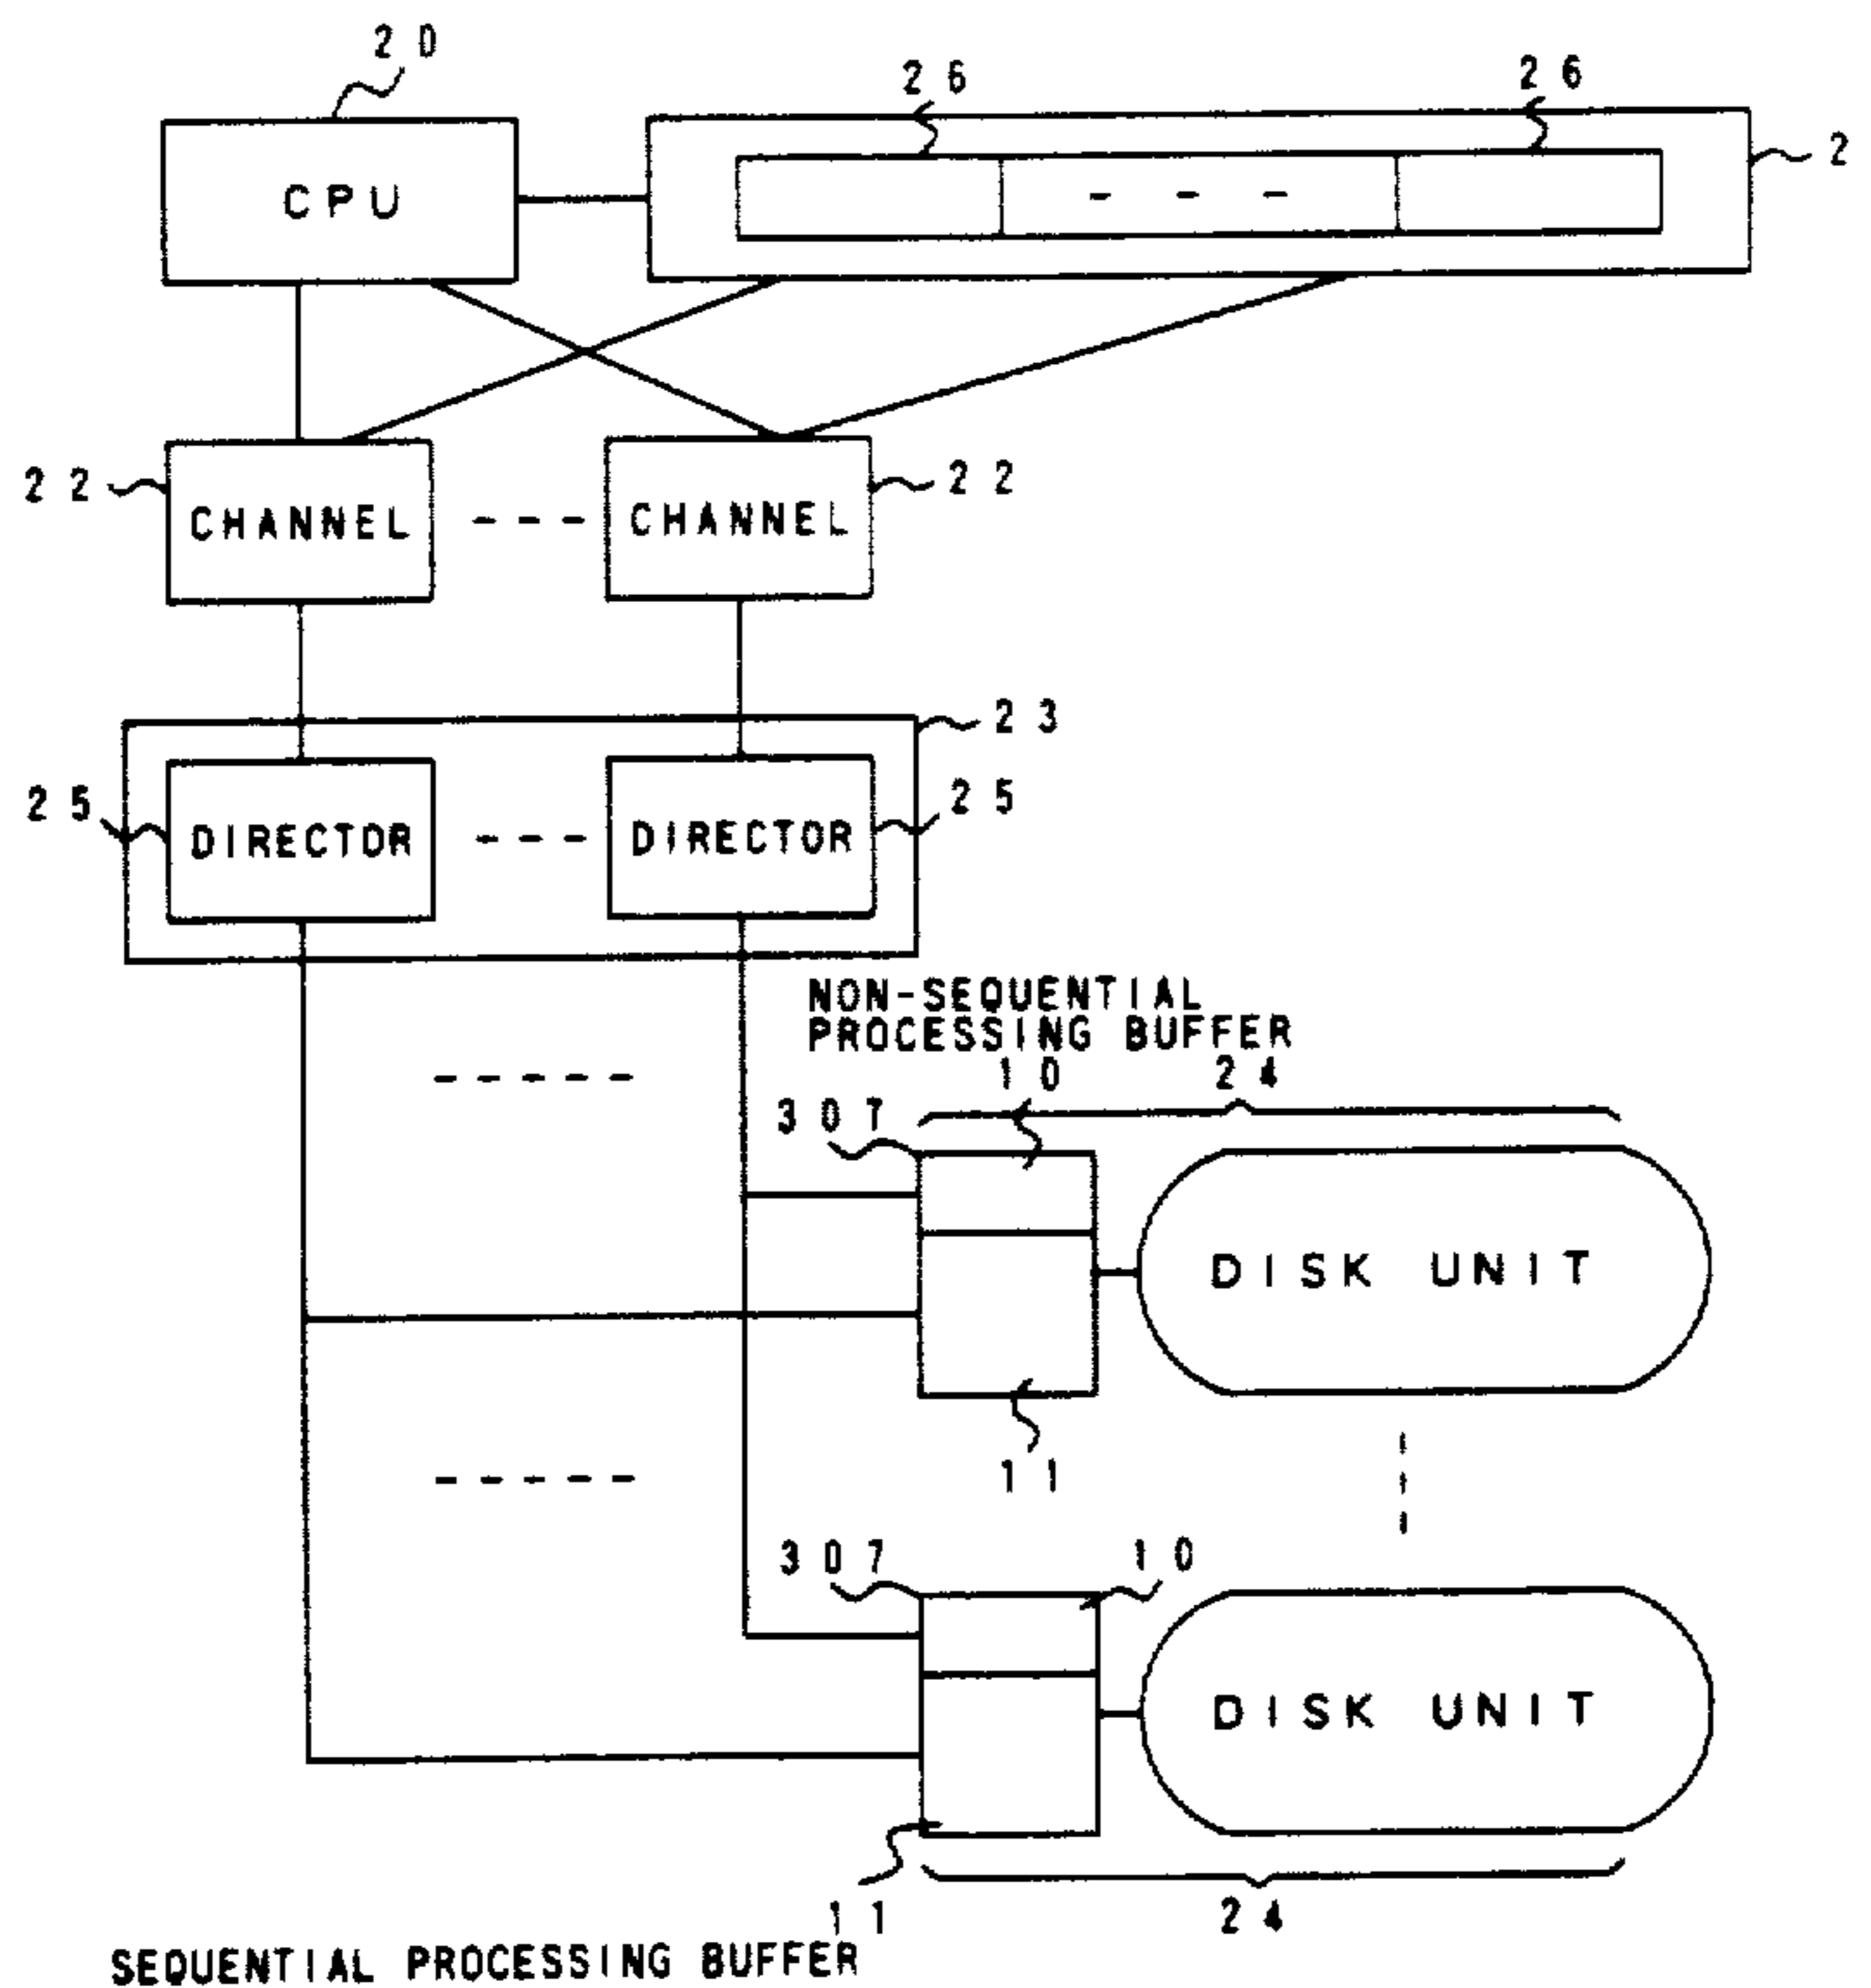 20
26
26
2
CPU
22
22
CHANNEL
- - -
CHANNEL
23
25
25
DIRECTOR
- - -
DIRECTOR
NON-SEQUENTIAL
PROCESSING BUFFER
10
24
307
DISK UNIT
11
307
10
DISK UNIT
11
24
SEQUENTIAL PROCESSING BUFFER